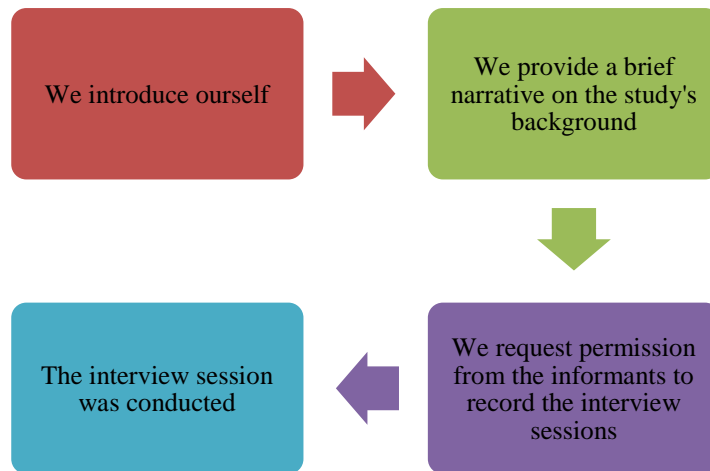 We introduce ourself
We provide a brief
narrative on the study's
background
We request permission
from the informants to
record the interview
sessions
The interview session
was conducted